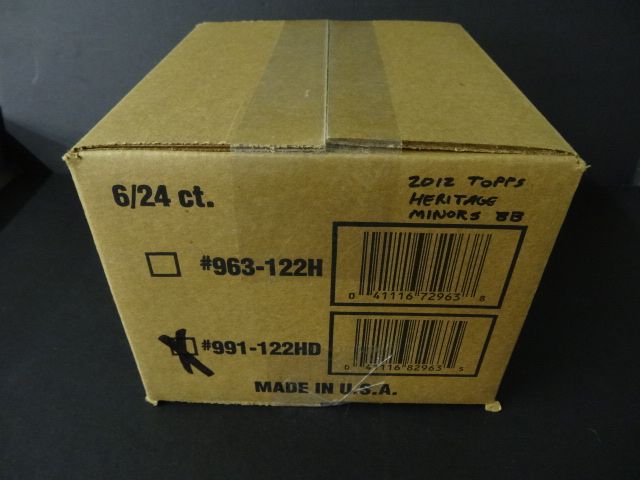 6/24 ct.
2012 TOPPS
HERITAGE
MINORS BB
#963-122H
0 41116 72963 8
#991-122HD
0 41116 82963 5
MADE IN U.S.A.